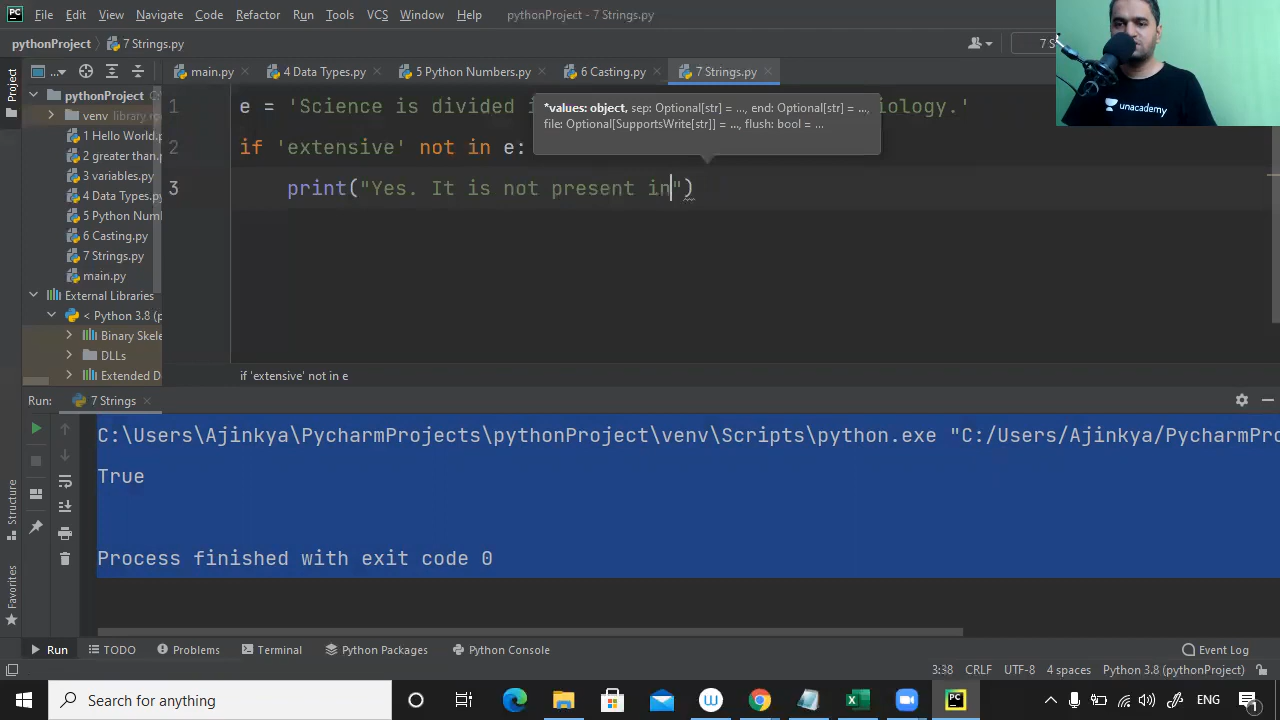 PC File Edit View Navigate Code Refactor Run Tools VCS Window Help pythonProject - 7 Strings.py
pythonProject 7 Strings.py 7 S
unacademy
Project ... main.py 4 Data Types.py 5 Python Numbers.py 6 Casting.py 7 Strings.py
pythonProject
venv library ro
1 Hello World.p
2 greater than.p
3 variables.py
4 Data Types.py
5 Python Num
6 Casting.py
7 Strings.py
main.py
External Libraries
< Python 3.8 (p
Binary Skele
DLLs
Extended D
1 e = 'Science is divided i iology.'
*values: object, sep: Optional[str] = ..., end: Optional[str] = ...,
file: Optional[SupportsWrite[str]] = ..., flush: bool = ...
2 if 'extensive' not in e:
3 print("Yes. It is not present in")
if 'extensive' not in e
Run: 7 Strings
C:\Users\Ajinkya\PycharmProjects\pythonProject\venv\Scripts\python.exe "C:/Users/Ajinkya/PycharmPro
True
Process finished with exit code 0
Structure
Favorites
Run TODO Problems Terminal Python Packages Python Console Event Log
3:38 CRLF UTF-8 4 spaces Python 3.8 (pythonProject)
Search for anything ENG 1